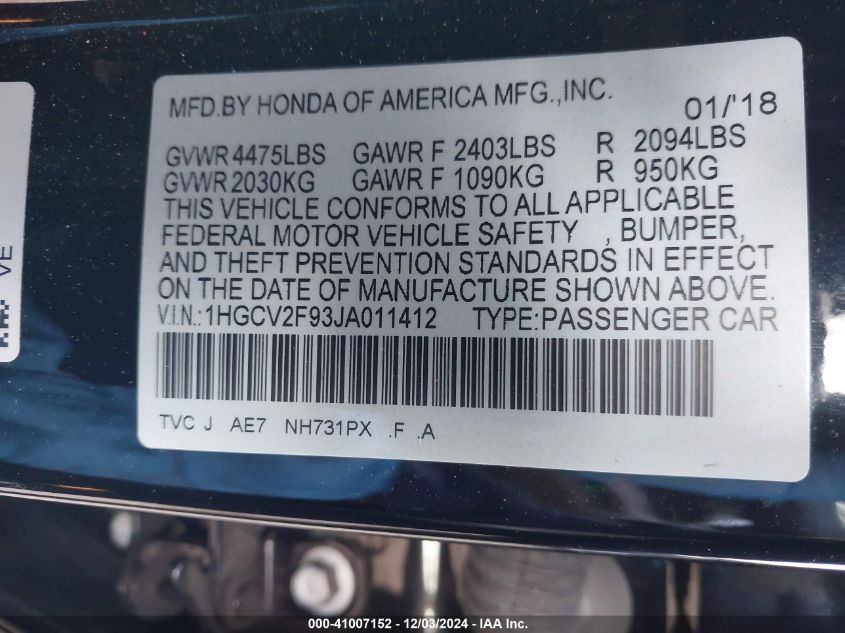 MFD.BY HONDA OF AMERICA MFG.,INC. 01/'18
GVWR 4475LBS GAWR F 2403LBS R 2094LBS
GVWR 2030KG GAWR F 1090KG R 950KG
THIS VEHICLE CONFORMS TO ALL APPLICABLE
FEDERAL MOTOR VEHICLE SAFETY , BUMPER,
AND THEFT PREVENTION STANDARDS IN EFFECT
ON THE DATE OF MANUFACTURE SHOWN ABOVE.
V.I.N.:1HGCV2F93JA011412 TYPE:PASSENGER CAR
TVC J AE7 NH731PX .F .A
VE
000-41007152 - 12/03/2024 - IAA Inc.